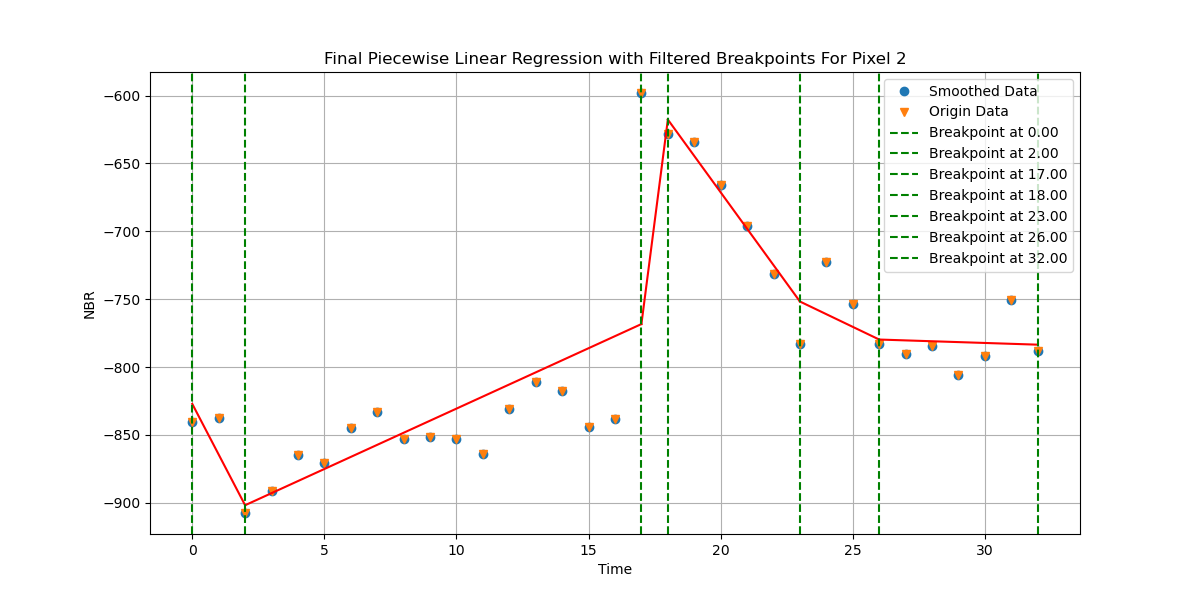 Final Piecewise Linear Regression with Filtered Breakpoints For Pixel 2
Smoothed Data
Origin Data
Breakpoint at 0.00
Breakpoint at 2.00
Breakpoint at 17.00
Breakpoint at 18.00
Breakpoint at 23.00
Breakpoint at 26.00
Breakpoint at 32.00
NBR
−600
−650
−700
−750
−800
−850
−900
0 5 10 15 20 25 30
Time